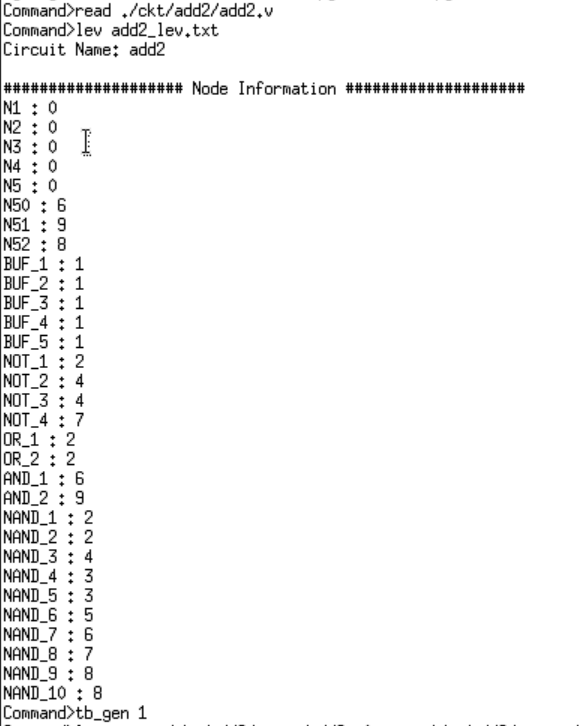 Command>read ./ckt/add2/add2.v
Command>lev add2_lev.txt
Circuit Name: add2
#################### Node Information ####################
N1 : 0
N2 : 0
N3 : 0
N4 : 0
N5 : 0
N50 : 6
N51 : 9
N52 : 8
BUF_1 : 1
BUF_2 : 1
BUF_3 : 1
BUF_4 : 1
BUF_5 : 1
NOT_1 : 2
NOT_2 : 4
NOT_3 : 4
NOT_4 : 7
OR_1 : 2
OR_2 : 2
AND_1 : 6
AND_2 : 9
NAND_1 : 2
NAND_2 : 2
NAND_3 : 4
NAND_4 : 3
NAND_5 : 3
NAND_6 : 5
NAND_7 : 6
NAND_8 : 7
NAND_9 : 8
NAND_10 : 8
Command>tb_gen 1